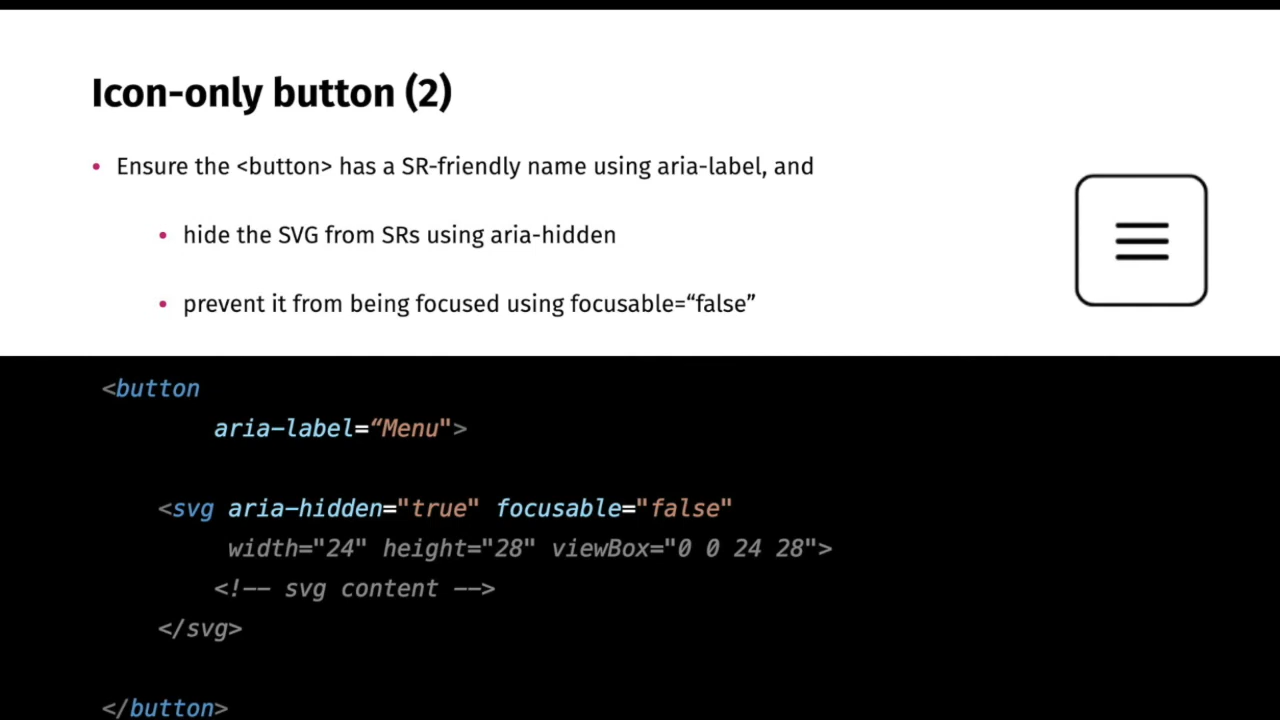 Icon-only button (2)
• Ensure the <button> has a SR-friendly name using aria-label, and
• hide the SVG from SRs using aria-hidden
• prevent it from being focused using focusable=“false”
<button
aria-label=“Menu">
<svg aria-hidden="true" focusable="false"
width="24" height="28" viewBox="0 0 24 28">
<!-- svg content -->
</svg>
</button>